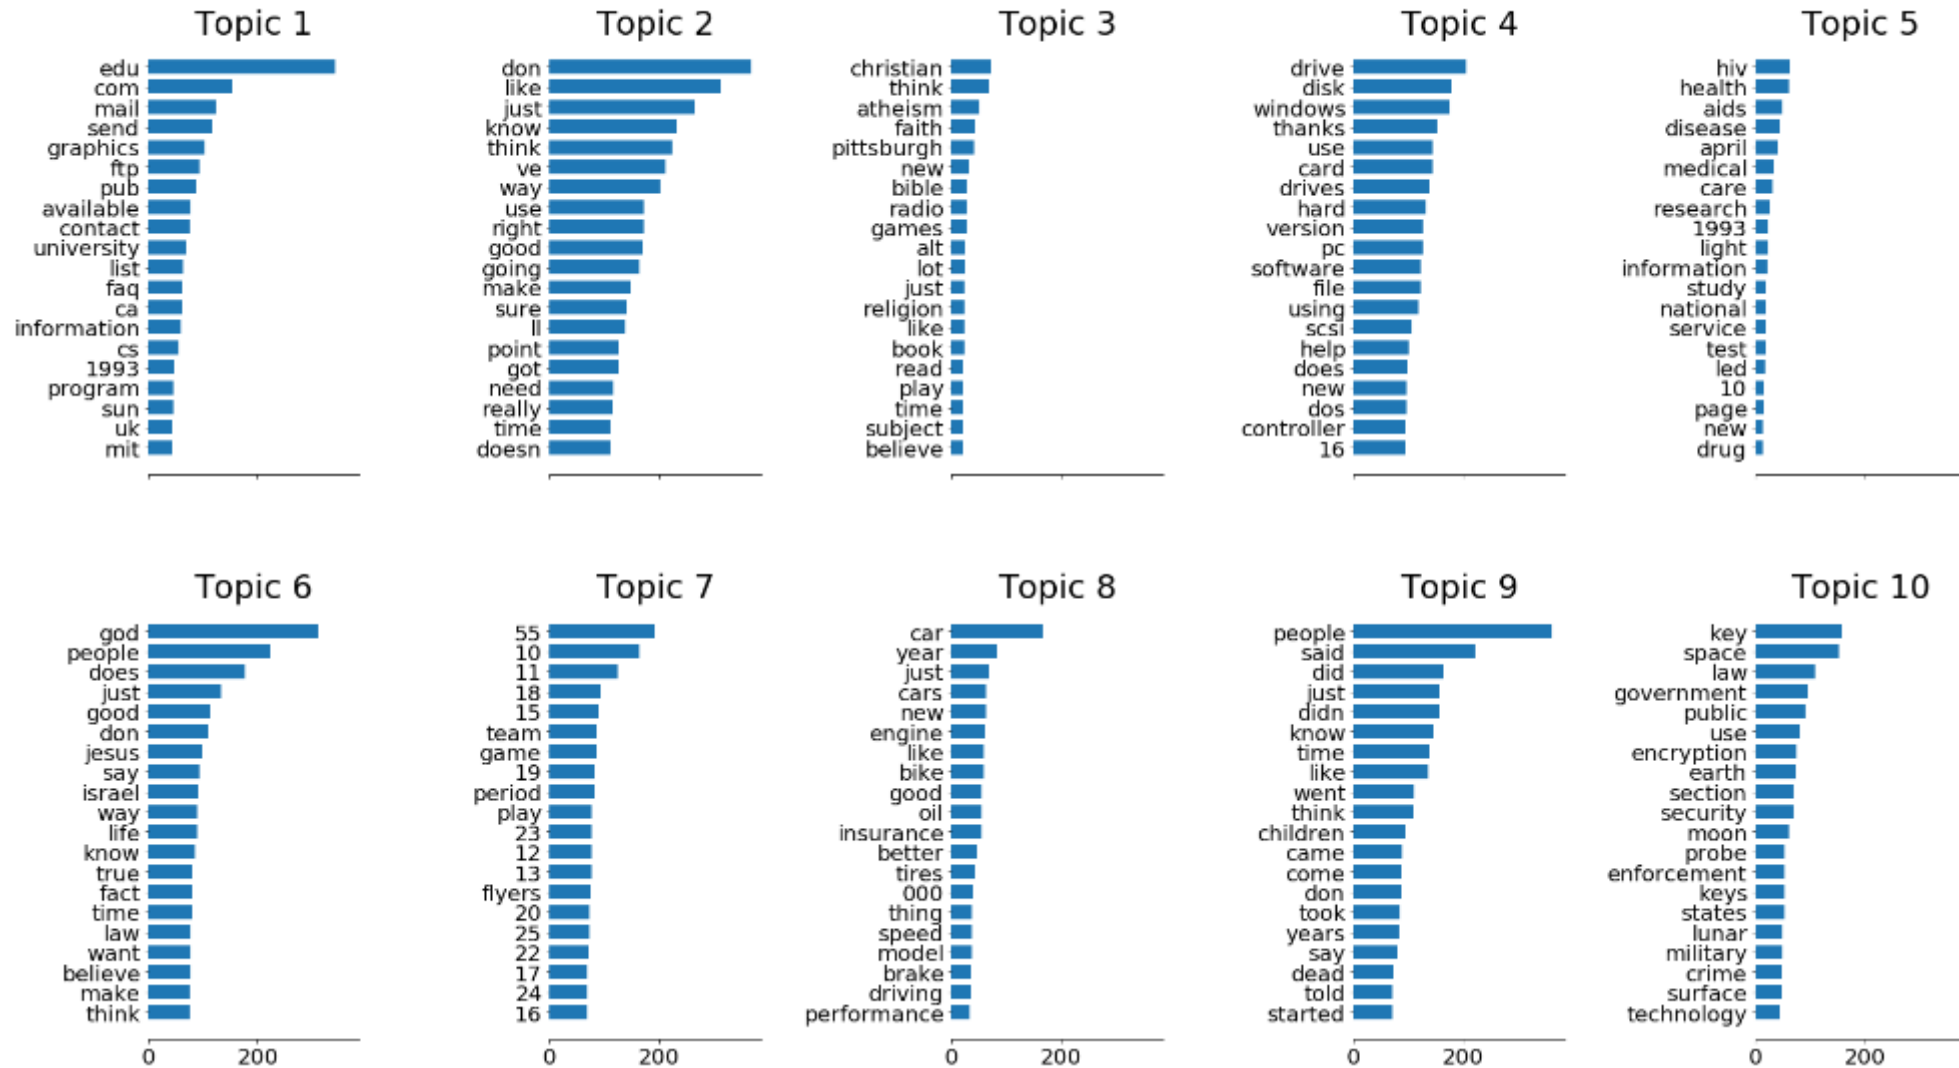 Topic 1
edu
com
mail
send
graphics
ftp
pub
available
contact
university
list
faq
ca
information
cs
1993
program
sun
uk
mit
Topic 2
don
like
just
know
think
ve
way
use
right
good
going
make
sure
ll
point
got
need
really
time
doesn
Topic 3
christian
think
atheism
faith
pittsburgh
new
bible
radio
games
alt
lot
just
religion
like
book
read
play
time
subject
believe
Topic 4
drive
disk
windows
thanks
use
card
drives
hard
version
pc
software
file
using
scsi
help
does
new
dos
controller
16
Topic 5
hiv
health
aids
disease
april
medical
care
research
1993
light
information
study
national
service
test
led
10
page
new
drug
Topic 6
god
people
does
just
good
don
jesus
say
israel
way
life
know
true
fact
time
law
want
believe
make
think
0 200
Topic 7
55
10
11
18
15
team
game
19
period
play
23
12
13
flyers
20
25
22
17
24
16
0 200
Topic 8
car
year
just
cars
new
engine
like
bike
good
oil
insurance
better
tires
000
thing
speed
model
brake
driving
performance
0 200
Topic 9
people
said
did
just
didn
know
time
like
went
think
children
came
come
don
took
years
say
dead
told
started
0 200
Topic 10
key
space
law
government
public
use
encryption
earth
section
security
moon
probe
enforcement
keys
states
lunar
military
crime
surface
technology
0 200